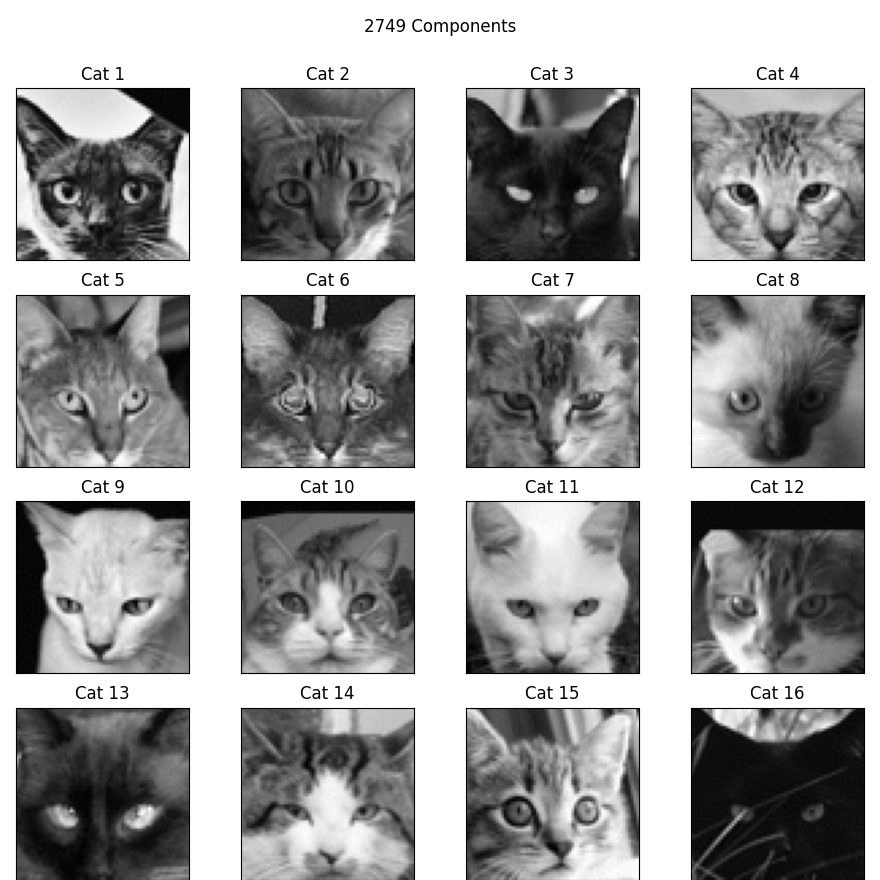 2749 Components
Cat 1 Cat 2 Cat 3 Cat 4
Cat 5 Cat 6 Cat 7 Cat 8
Cat 9 Cat 10 Cat 11 Cat 12
Cat 13 Cat 14 Cat 15 Cat 16